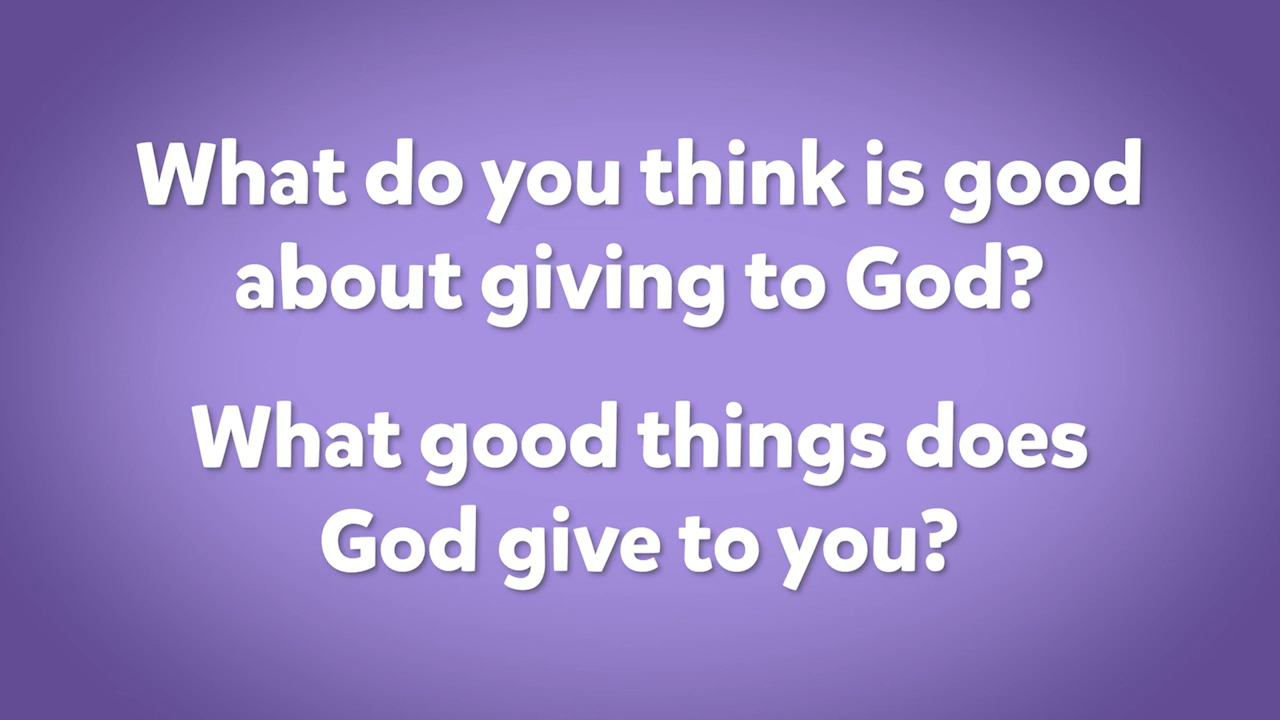 What do you think is good
about giving to God?
What good things does
God give to you?